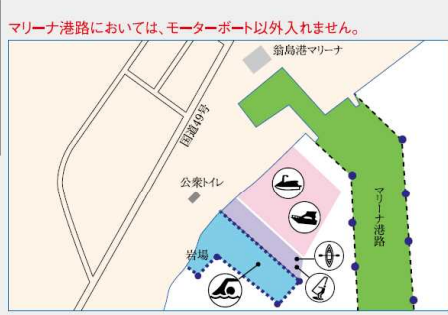 マリーナ港路においては、モーターボート以外入れません。
翁島港マリーナ
国道49号
公衆トイレ
マリーナ港路
岩場